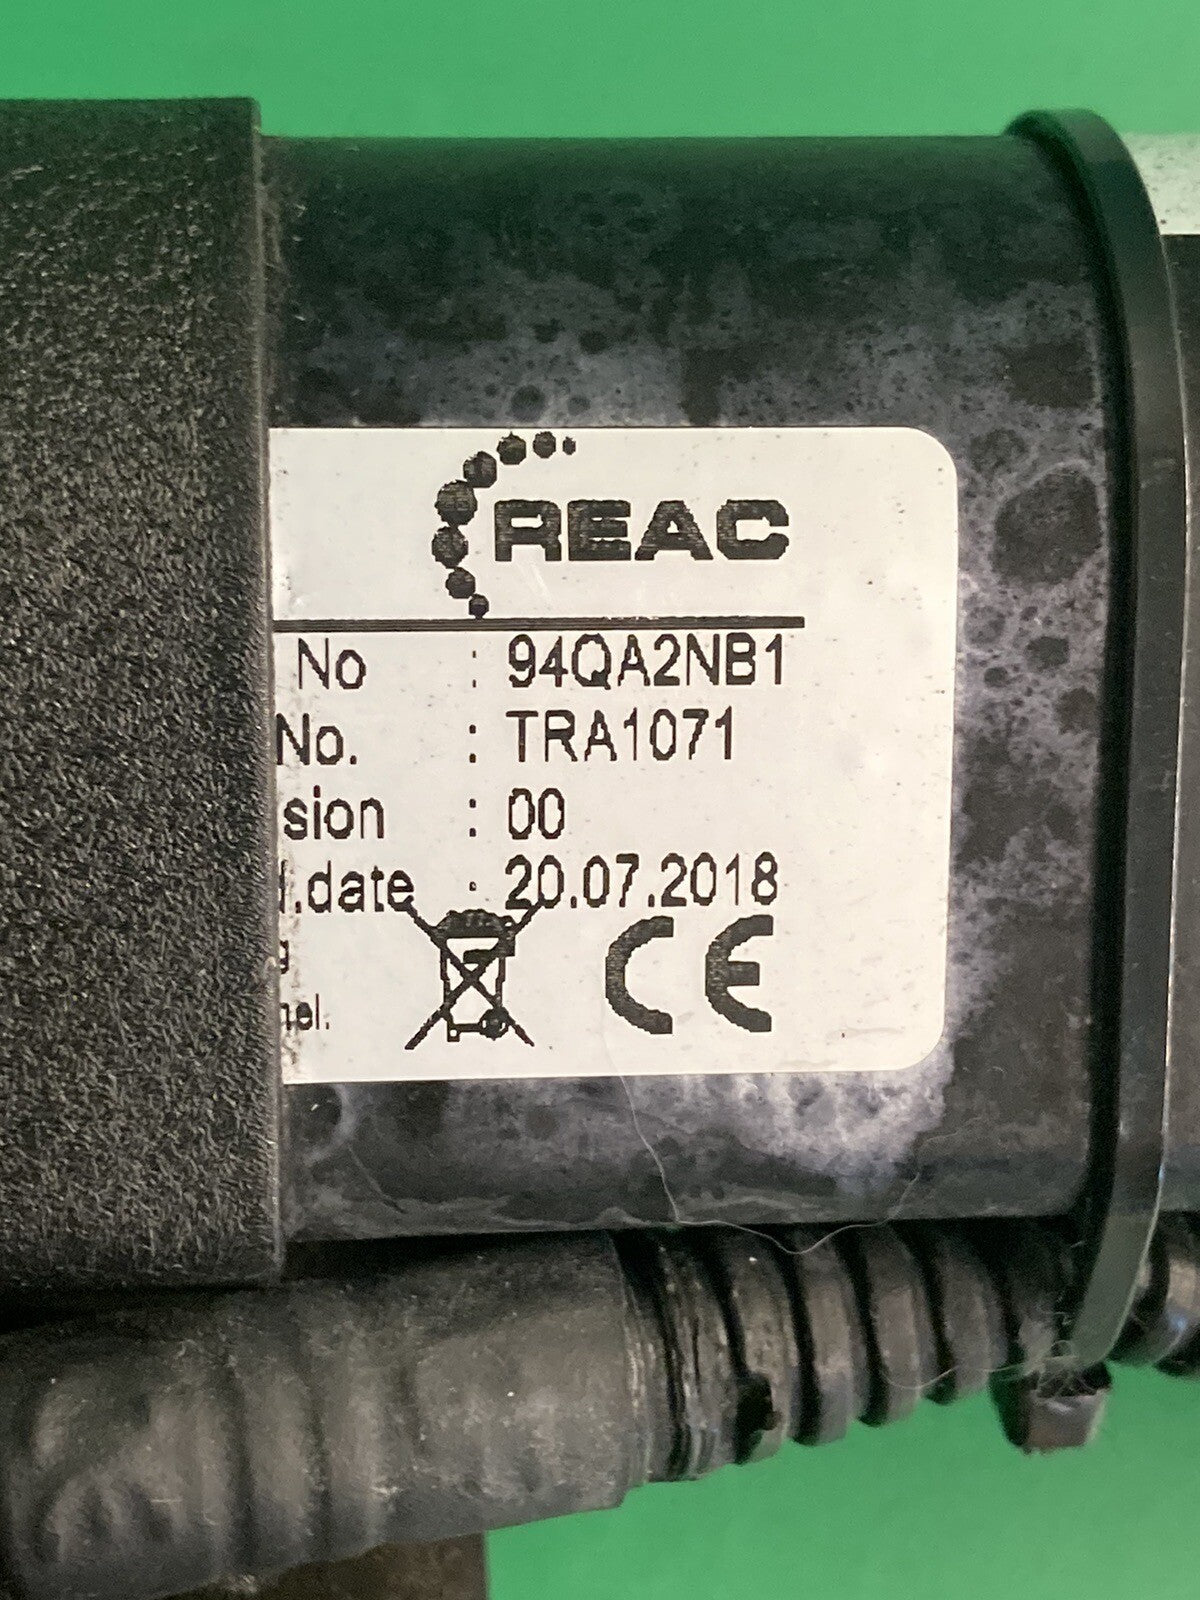 REAC
No : 94QA2NB1
No. : TRA1071
sion : 00
.date : 20.07.2018
CE